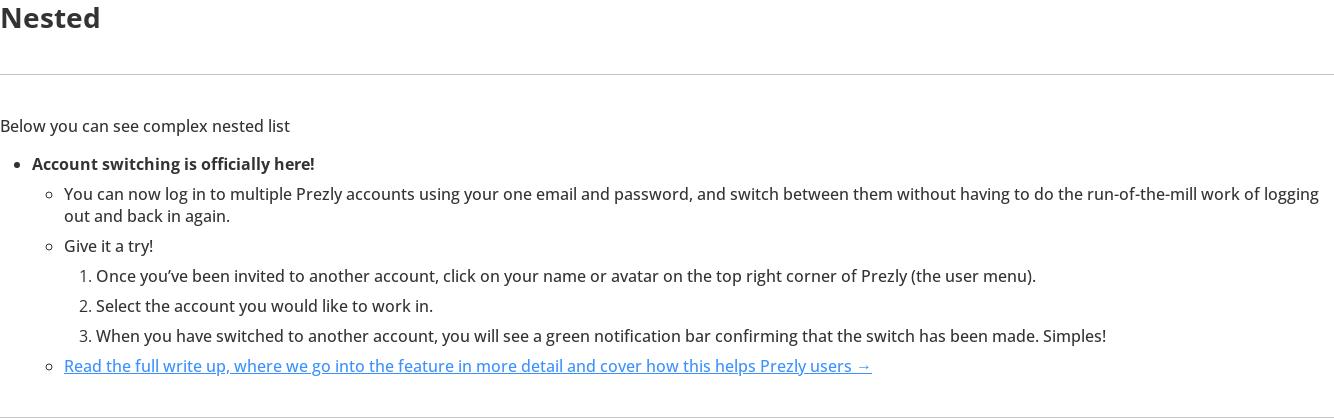 Nested
Below you can see complex nested list
Account switching is officially here!
You can now log in to multiple Prezly accounts using your one email and password, and switch between them without having to do the run-of-the-mill work of logging
out and back in again.
Give it a try!
1. Once you’ve been invited to another account, click on your name or avatar on the top right corner of Prezly (the user menu).
2. Select the account you would like to work in.
3. When you have switched to another account, you will see a green notification bar confirming that the switch has been made. Simples!
Read the full write up, where we go into the feature in more detail and cover how this helps Prezly users →